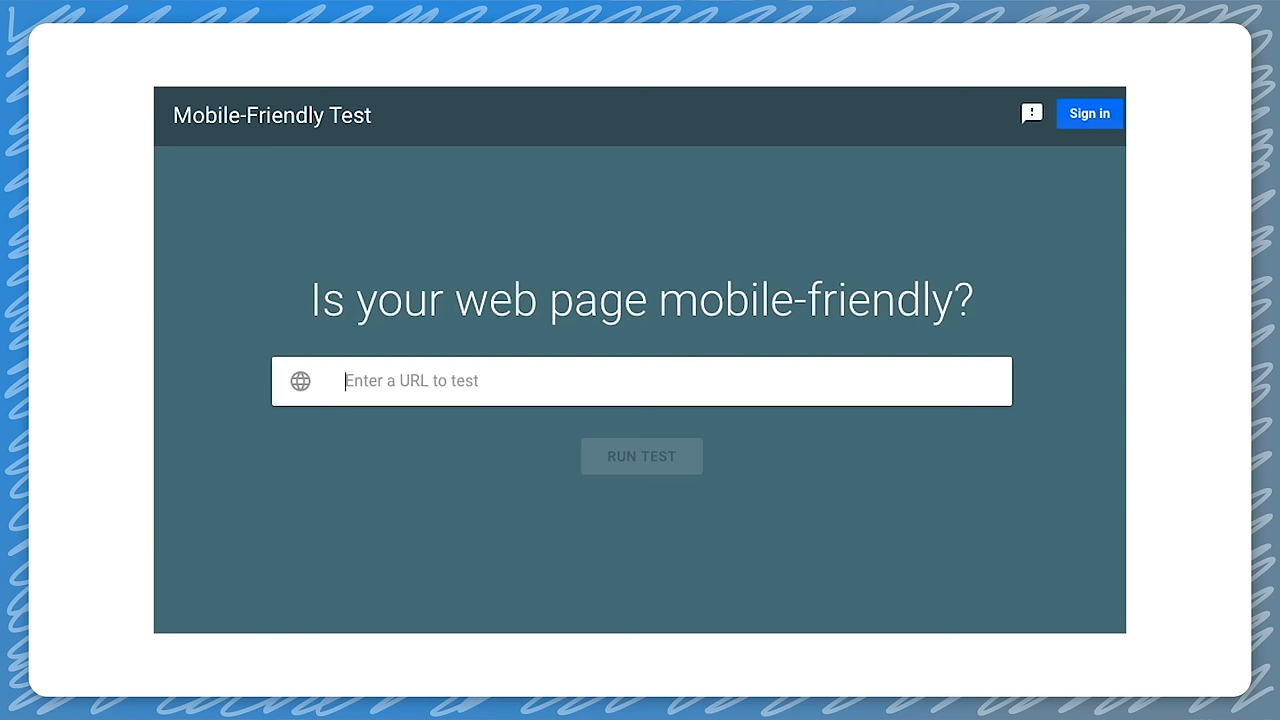 Mobile-Friendly Test
Sign in
Is your web page mobile-friendly?
Enter a URL to test
RUN TEST